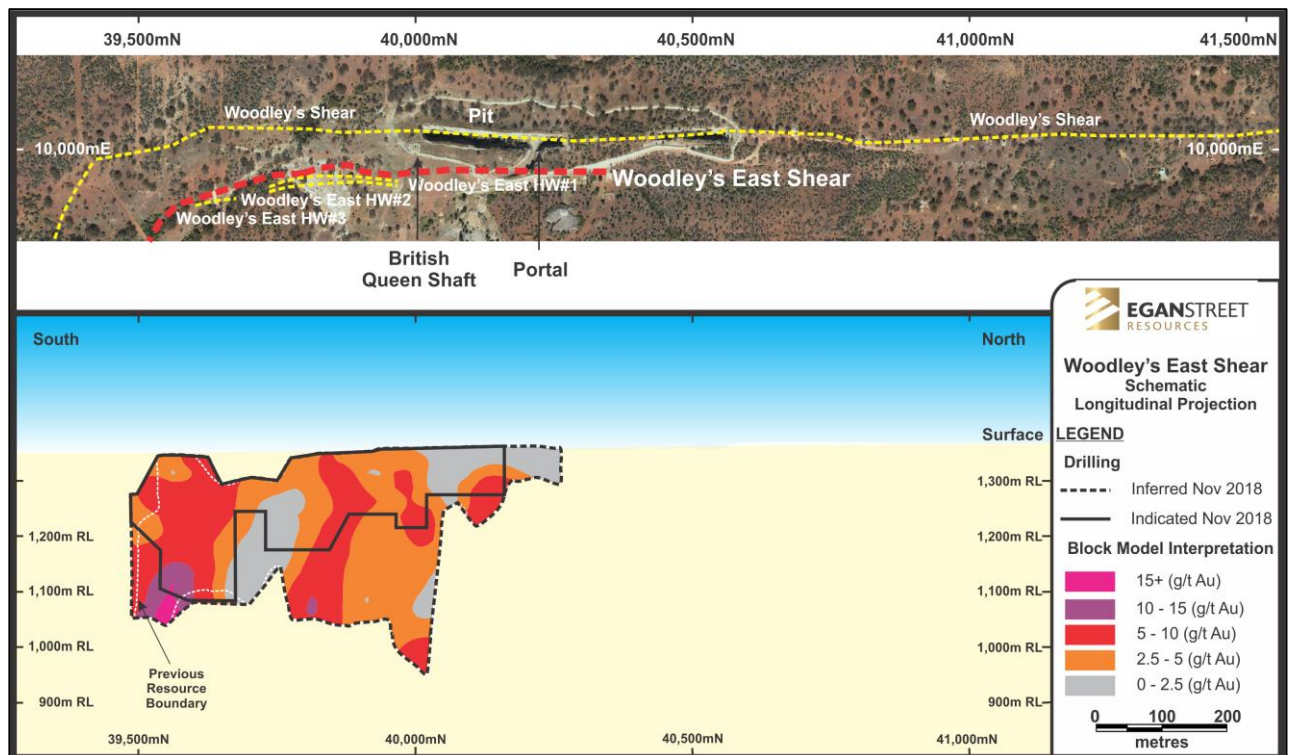 39,500mN 40,000mN 40,500mN 41,000mN 41,500mN
Woodley's Shear
Pit
Woodley's Shear
10,000mE
10,000mE
Woodley's East HW#1
Woodley's East Shear
Woodley's East HW#2
Woodley's East HW#3
British
Queen Shaft
Portal
South
North
Surface
1,300m RL
1,200m RL
1,200m RL
1,100m RL
1,100m RL
1,000m RL
1,000m RL
900m RL
900m RL
Previous
Resource
Boundary
39,500mN 40,000mN 40,500mN 41,000mN
EGANSTREET
RESOURCES
Woodley's East Shear
Schematic
Longitudinal Projection
LEGEND
Drilling
Inferred Nov 2018
Indicated Nov 2018
Block Model Interpretation
15+ (g/t Au)
10 - 15 (g/t Au)
5 - 10 (g/t Au)
2.5 - 5 (g/t Au)
0 - 2.5 (g/t Au)
0 100 200
metres